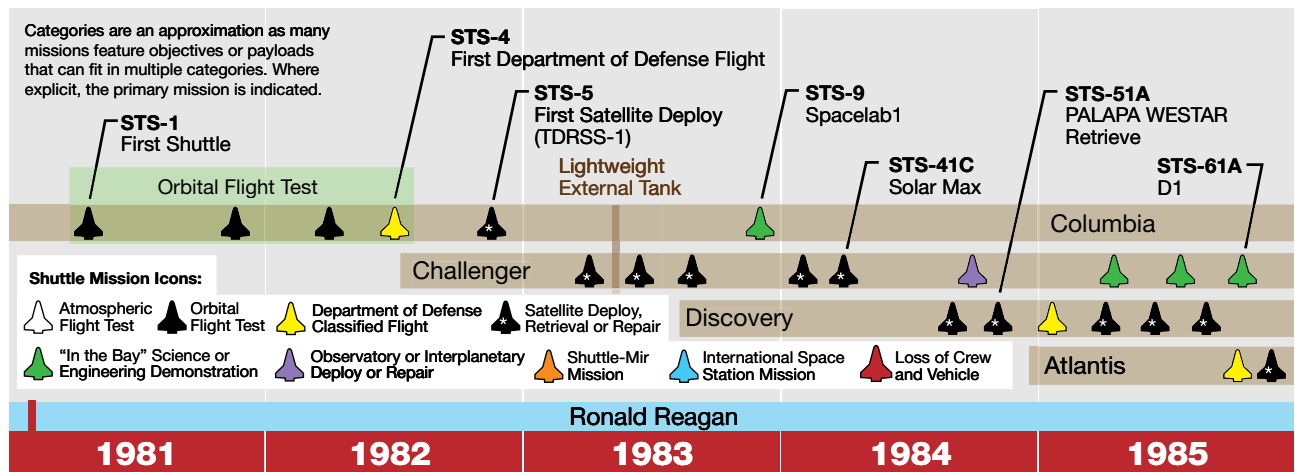 Categories are an approximation as many
missions feature objectives or payloads
that can fit in multiple categories. Where
explicit, the primary mission is indicated.
STS-1
First Shuttle
STS-4
First Department of Defense Flight
STS-5
First Satellite Deploy
(TDRSS-1)
STS-9
Spacelab1
STS-51A
PALAPA WESTAR
Retrieve
STS-41C
Solar Max
STS-61A
D1
Lightweight
External Tank
Orbital Flight Test
Columbia
Challenger
Discovery
Atlantis
Shuttle Mission Icons:
Atmospheric
Flight Test
Orbital
Flight Test
Department of Defense
Classified Flight
Satellite Deploy,
Retrieval or Repair
“In the Bay” Science or
Engineering Demonstration
Observatory or Interplanetary
Deploy or Repair
Shuttle-Mir
Mission
International Space
Station Mission
Loss of Crew
and Vehicle
Ronald Reagan
1981 1982 1983 1984 1985